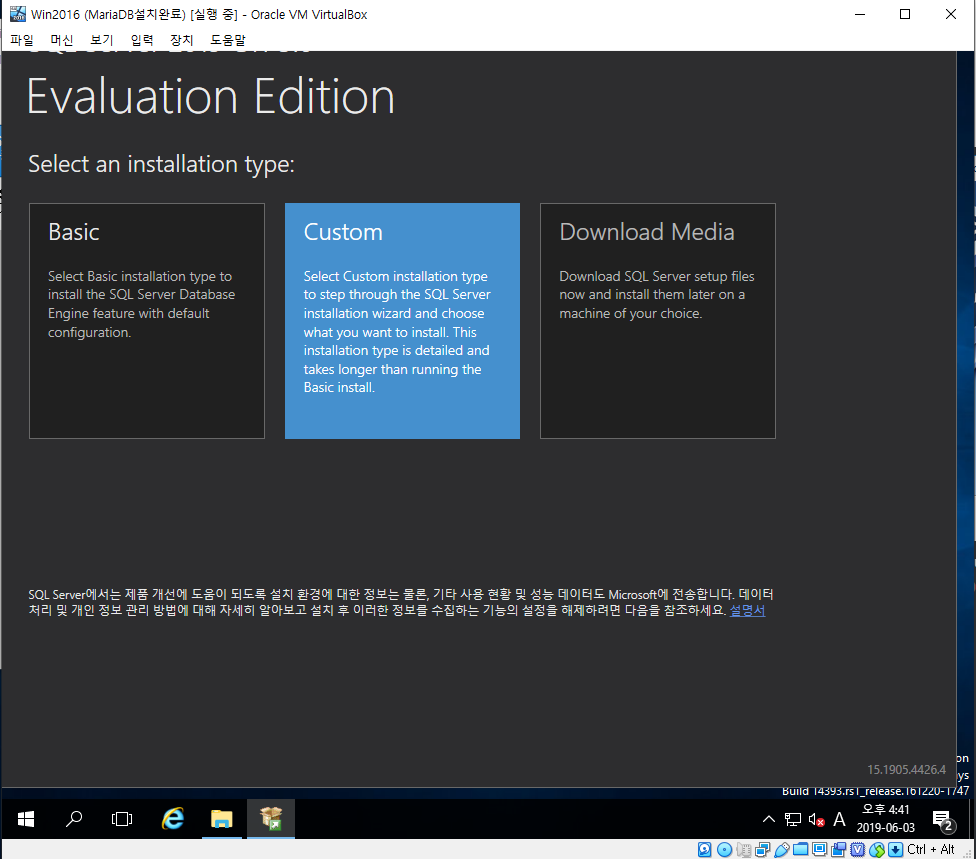 Win2016 (MariaDB설치완료) [실행 중] - Oracle VM VirtualBox
파일 머신 보기 입력 장치 도움말
Evaluation Edition
Select an installation type:
Basic
Select Basic installation type to
install the SQL Server Database
Engine feature with default
configuration.
Custom
Select Custom installation type
to step through the SQL Server
installation wizard and choose
what you want to install. This
installation type is detailed and
takes longer than running the
Basic install.
Download Media
Download SQL Server setup files
now and install them later on a
machine of your choice.
SQL Server에서는 제품 개선에 도움이 되도록 설치 환경에 대한 정보는 물론, 기타 사용 현황 및 성능 데이터도 Microsoft에 전송합니다. 데이터
처리 및 개인 정보 관리 방법에 대해 자세히 알아보고 설치 후 이러한 정보를 수집하는 기능의 설정을 해제하려면 다음을 참조하세요. 설명서
15.1905.4426.4
on
ys
Build 14393.rs1_release.161220-1747
A
오후 4:41
2019-06-03
2
Ctrl + Alt